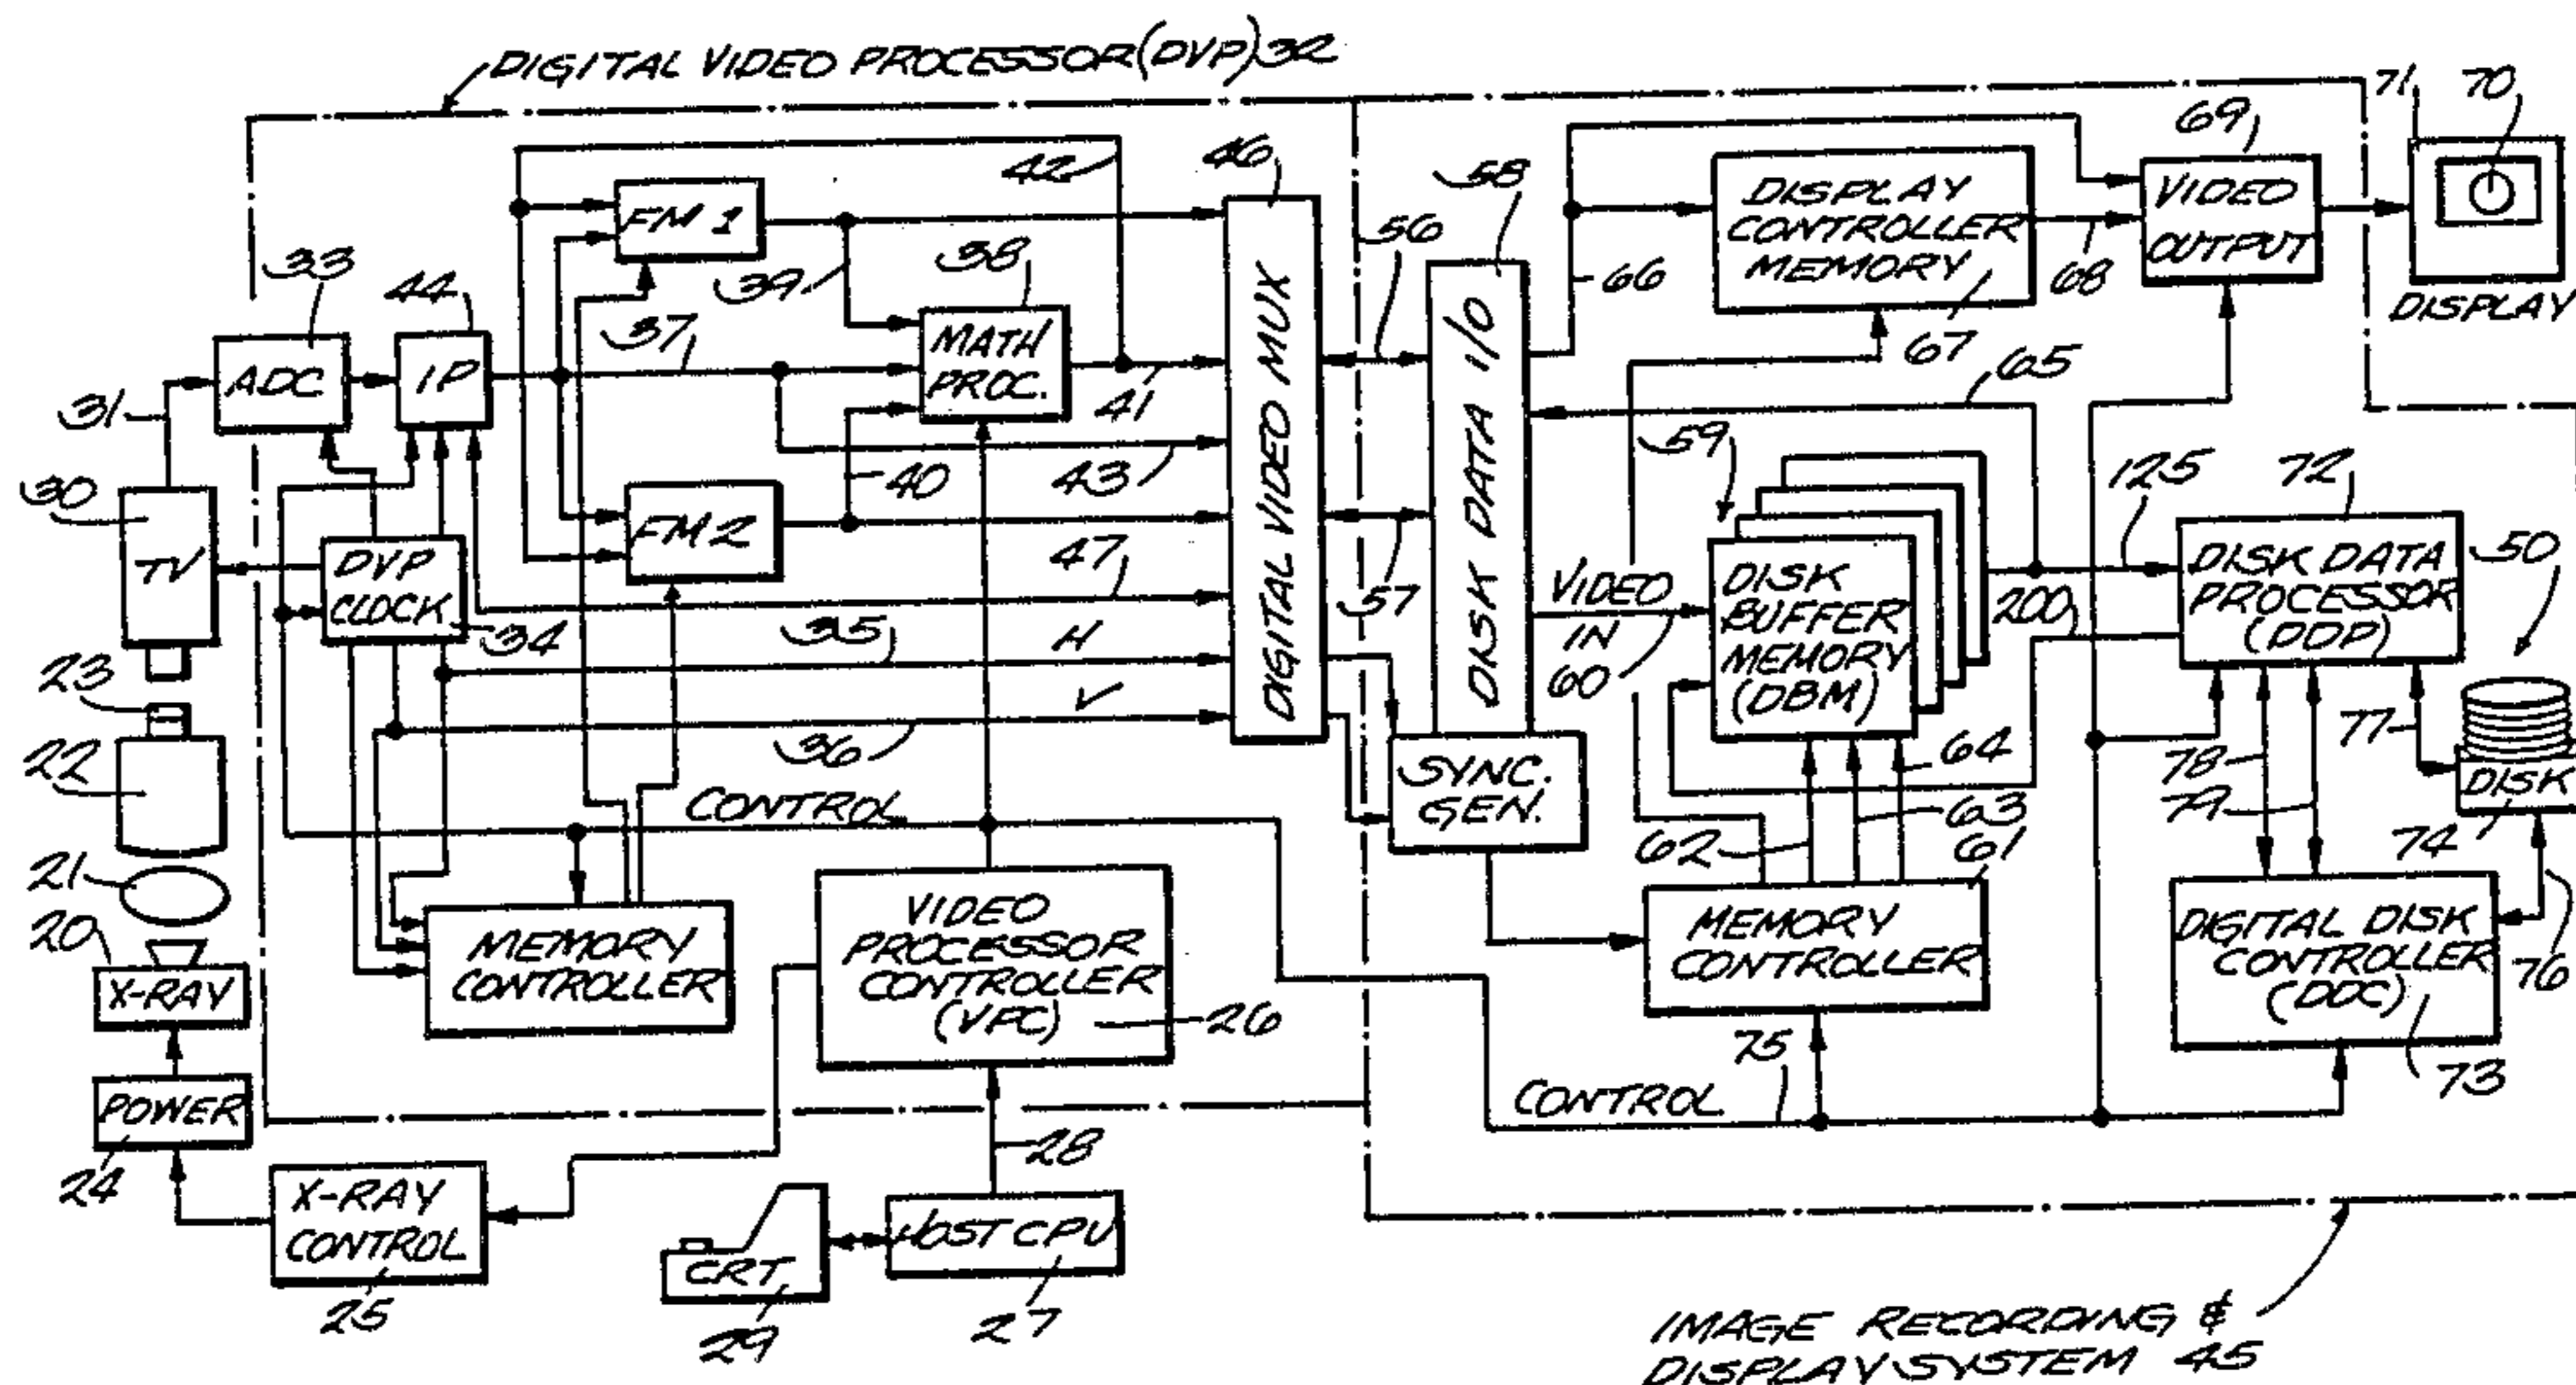 DIGITAL VIDEO PROCESSOR(DVP)32
71
70
42
46
69
58
FM 1
DISPLAY
CONTROLLER
MEMORY
VIDEO
OUTPUT
56
33
44
39
38
66
68
DISPLAY
37
MATH
PROC.
67
ADC
IP
65
31
41
DIGITAL VIDEO MUX
DISK DATA I/O
59
43
40
125
72
30
FM2
47
TV
DVP
CLOCK
34
57
VIDEO
IN
60
DISK
BUFFER
MEMORY
(DBM)
200
DISK DATA
PROCESSOR
(DDP)
50
35
H
23
V
36
22
SYNC.
GEN.
64
78
77
DISK
CONTROL
63
79
62
61
74
21
20
VIDEO
PROCESSOR
CONTROLLER
(VPC)
26
MEMORY
CONTROLLER
MEMORY
CONTROLLER
DIGITAL DISK
CONTROLLER
(DDC)
76
X-RAY
75
73
POWER
CONTROL
28
24
X-RAY
CONTROL
HOST CPU
CRT
25
29
27
IMAGE RECORDING &
DISPLAY SYSTEM 45